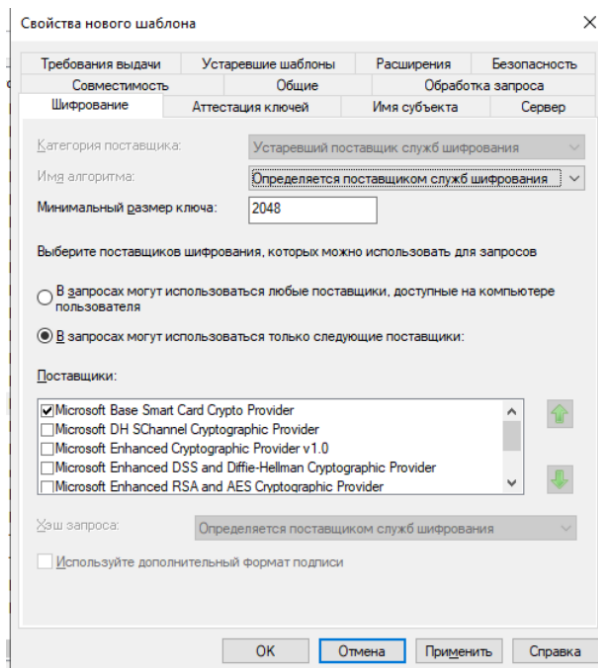 Свойства нового шаблона
Требования выдачи Устаревшие шаблоны Расширения Безопасность
Совместимость Общие Обработка запроса
Шифрование Аттестация ключей Имя субъекта Сервер
Категория поставщика: Устаревший поставщик служб шифрования
Имя алгоритма: Определяется поставщиком служб шифрования
Минимальный размер ключа: 2048
Выберите поставщиков шифрования, которых можно использовать для запросов
В запросах могут использоваться любые поставщики, доступные на компьютере
пользователя
В запросах могут использоваться только следующие поставщики:
Поставщики:
Microsoft Base Smart Card Crypto Provider
Microsoft DH SChannel Cryptographic Provider
Microsoft Enhanced Cryptographic Provider v1.0
Microsoft Enhanced DSS and Diffie-Hellman Cryptographic Provider
Microsoft Enhanced RSA and AES Cryptographic Provider
Хэш запроса: Определяется поставщиком служб шифрования
Используйте дополнительный формат подписи
ОК Отмена Применить Справка